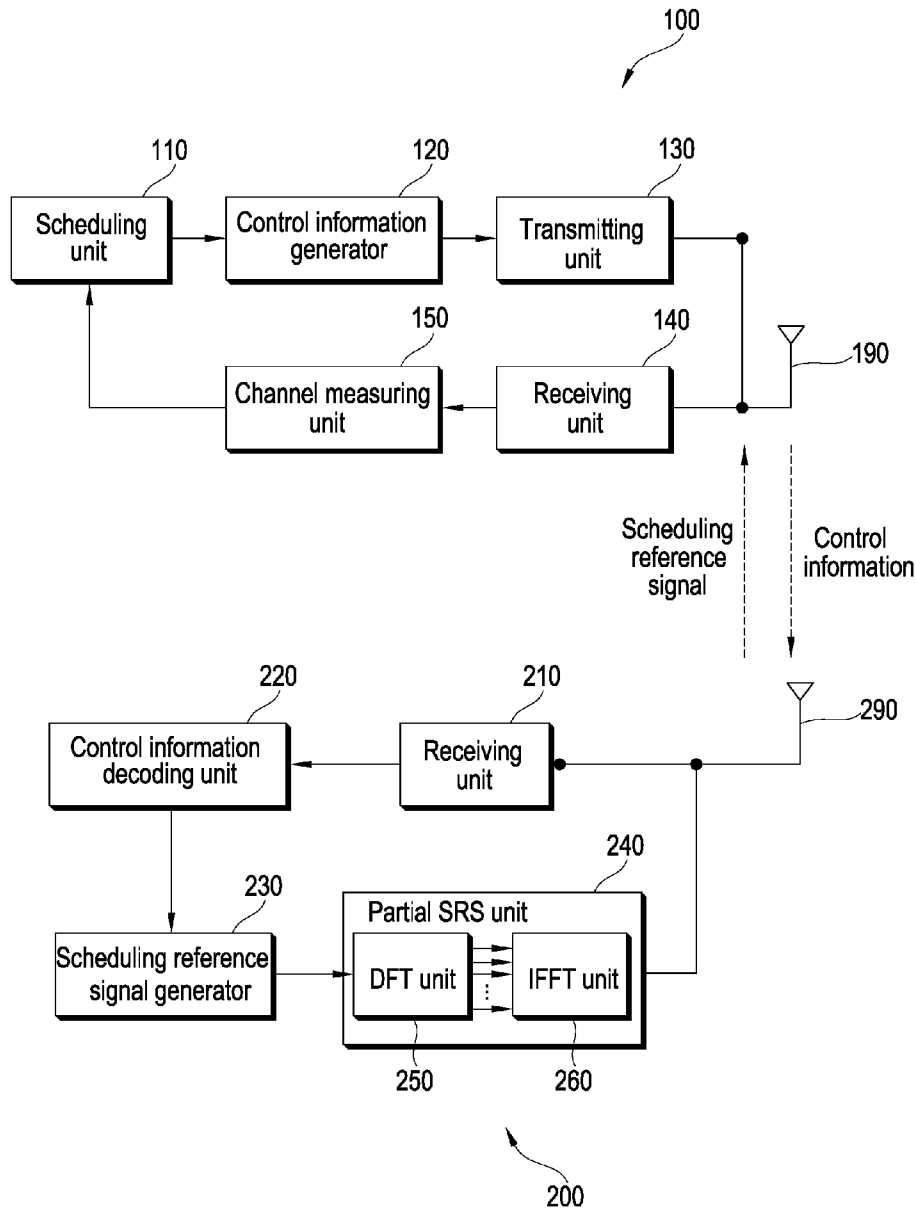 100
110
120
130
Scheduling
unit
Control information
generator
Transmitting
unit
150
140
190
Channel measuring
unit
Receiving
unit
Scheduling
reference
signal
Control
information
220
210
290
Control information
decoding unit
Receiving
unit
240
230
Partial SRS unit
Scheduling reference
signal generator
DFT unit
IFFT unit
250
260
200